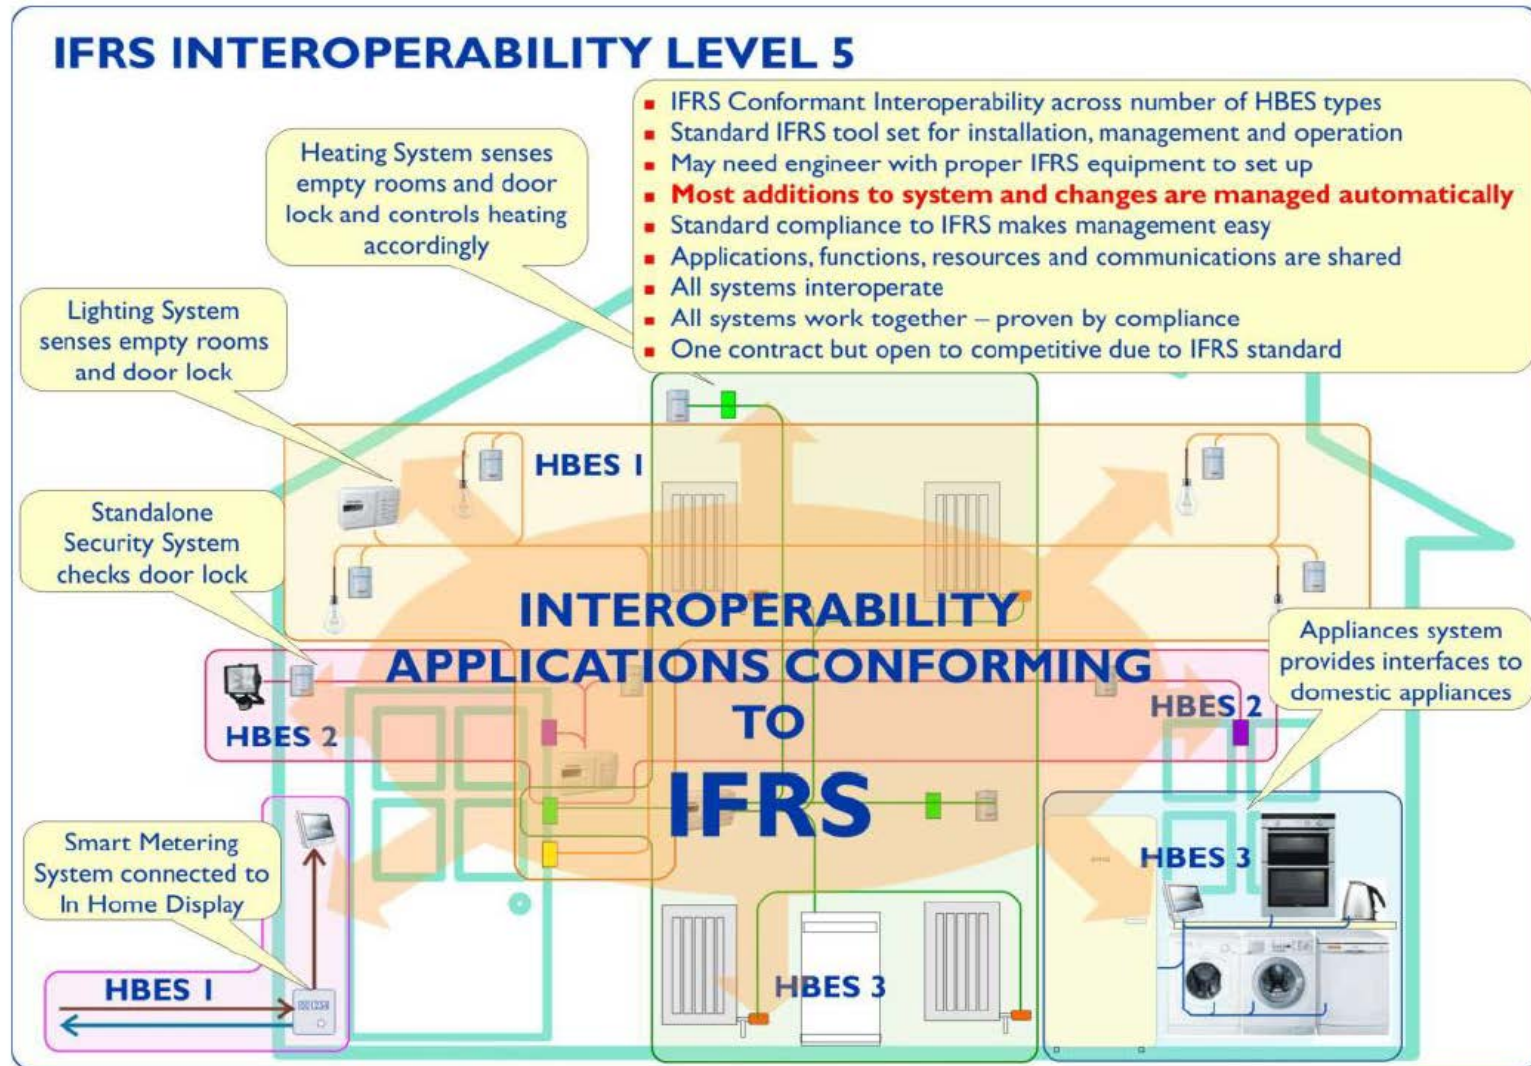 IFRS INTEROPERABILITY LEVEL 5
IFRS Conformant Interoperability across number of HBES types
Standard IFRS tool set for installation, management and operation
May need engineer with proper IFRS equipment to set up
Most additions to system and changes are managed automatically
Standard compliance to IFRS makes management easy
Applications, functions, resources and communications are shared
All systems interoperate
All systems work together – proven by compliance
One contract but open to competitive due to IFRS standard
Heating System senses
empty rooms and door
lock and controls heating
accordingly
Lighting System
senses empty rooms
and door lock
HBES 1
Standalone
Security System
checks door lock
INTEROPERABILITY
APPLICATIONS CONFORMING
TO
IFRS
Appliances system
provides interfaces to
domestic appliances
HBES 2
HBES 2
Smart Metering
System connected to
In Home Display
HBES 3
HBES 1
HBES 3